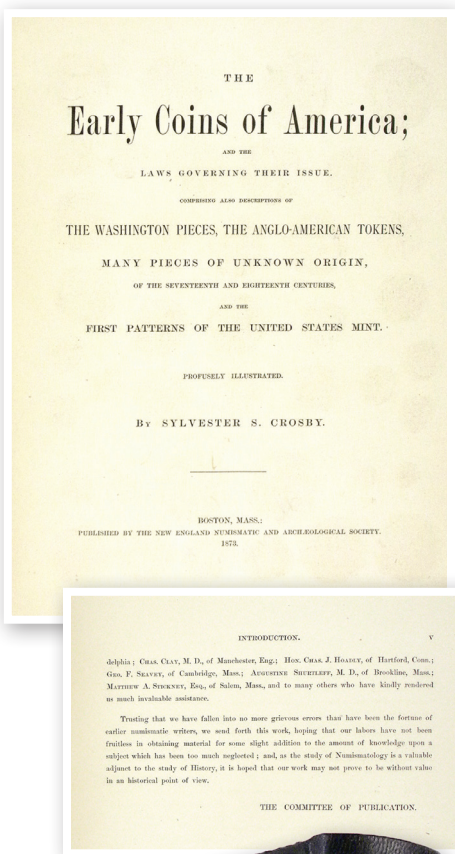 THE
Early Coins of America;
AND THE
LAWS GOVERNING THEIR ISSUE.
COMPRISING ALSO DESCRIPTIONS OF
THE WASHINGTON PIECES, THE ANGLO-AMERICAN TOKENS,
MANY PIECES OF UNKNOWN ORIGIN,
OF THE SEVENTEENTH AND EIGHTEENTH CENTURIES,
AND THE
FIRST PATTERNS OF THE UNITED STATES MINT.
PROFUSELY ILLUSTRATED.
BY SYLVESTER S. CROSBY.
BOSTON, MASS.:
PUBLISHED BY THE NEW ENGLAND NUMISMATIC AND ARCHÆOLOGICAL SOCIETY.
1873.
INTRODUCTION. V
delphia; CHAS. CLAY, M. D., of Manchester, Eng.; HON. CHAS. J. HOADLY, of Hartford, Conn.;
GEO. F. SEAVEY, of Cambridge, Mass.; AUGUSTINE SHURTLEFF, M. D., of Brookline, Mass.;
MATTHEW A. STICKNEY, Esq., of Salem, Mass., and to many others who have kindly rendered
us much invaluable assistance.
Trusting that we have fallen into no more grievous errors than have been the fortune of
earlier numismatic writers, we send forth this work, hoping that our labors have not been
fruitless in obtaining material for some slight addition to the amount of knowledge upon a
subject which has been too much neglected; and, as the study of Numismatology is a valuable
adjunct to the study of History, it is hoped that our work may not prove to be without value
in an historical point of view.
THE COMMITTEE OF PUBLICATION.